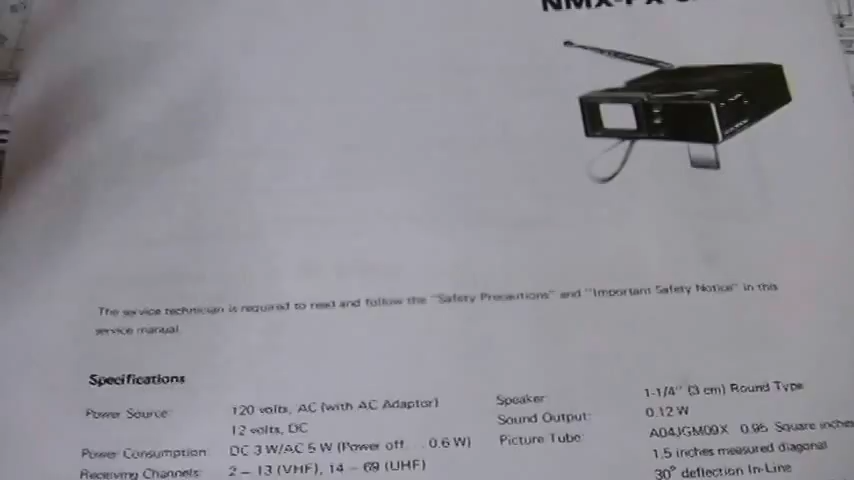 The service technician is required to read and follow the "Safety Precautions" and "Important Safety Notice" in this
service manual.
Specifications
Power Source: 120 volts, AC (with AC Adaptor)
12 volts, DC
Power Consumption: DC 3 W/AC 5 W (Power off... 0.6 W)
Receiving Channels: 2 – 13 (VHF), 14 – 69 (UHF)
Speaker: 1-1/4" (3 cm) Round Type
Sound Output: 0.12 W
Picture Tube: A04JGM09X 0.95 Square inches
1.5 inches measured diagonal
30° deflection In-Line